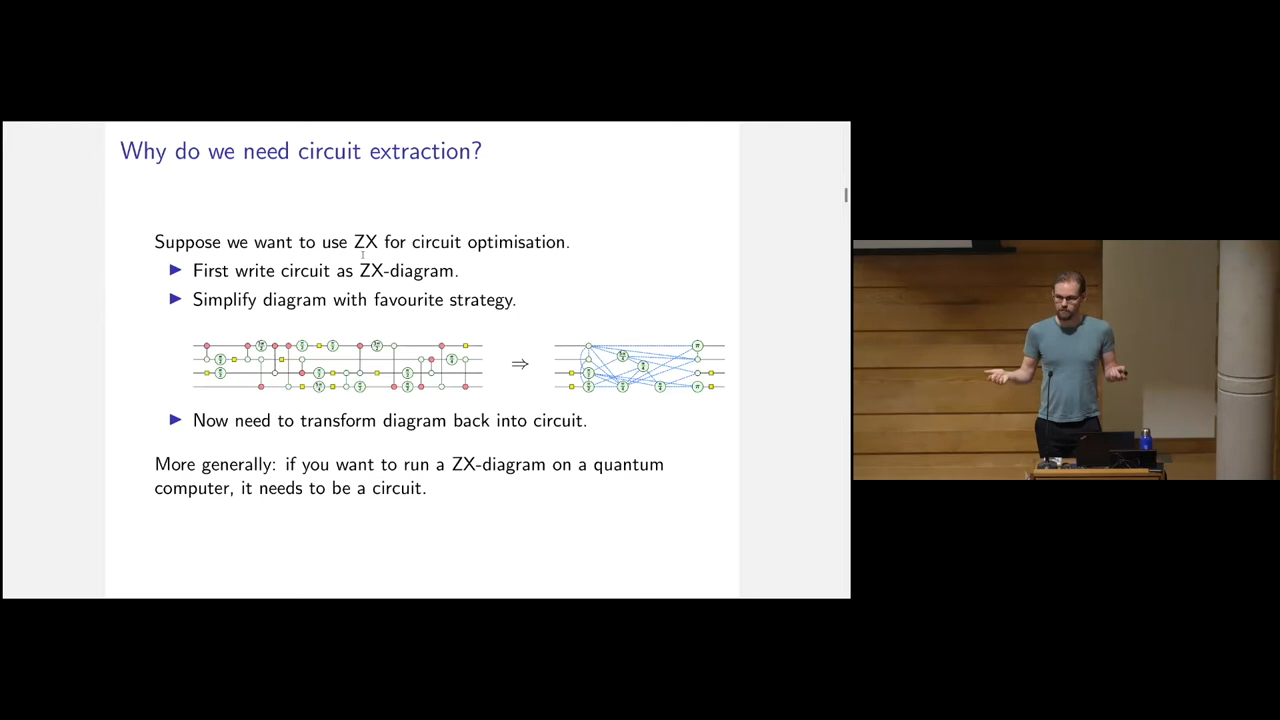 Why do we need circuit extraction?
Suppose we want to use ZX for circuit optimisation.
First write circuit as ZX-diagram.
Simplify diagram with favourite strategy.
⇒
Now need to transform diagram back into circuit.
More generally: if you want to run a ZX-diagram on a quantum
computer, it needs to be a circuit.